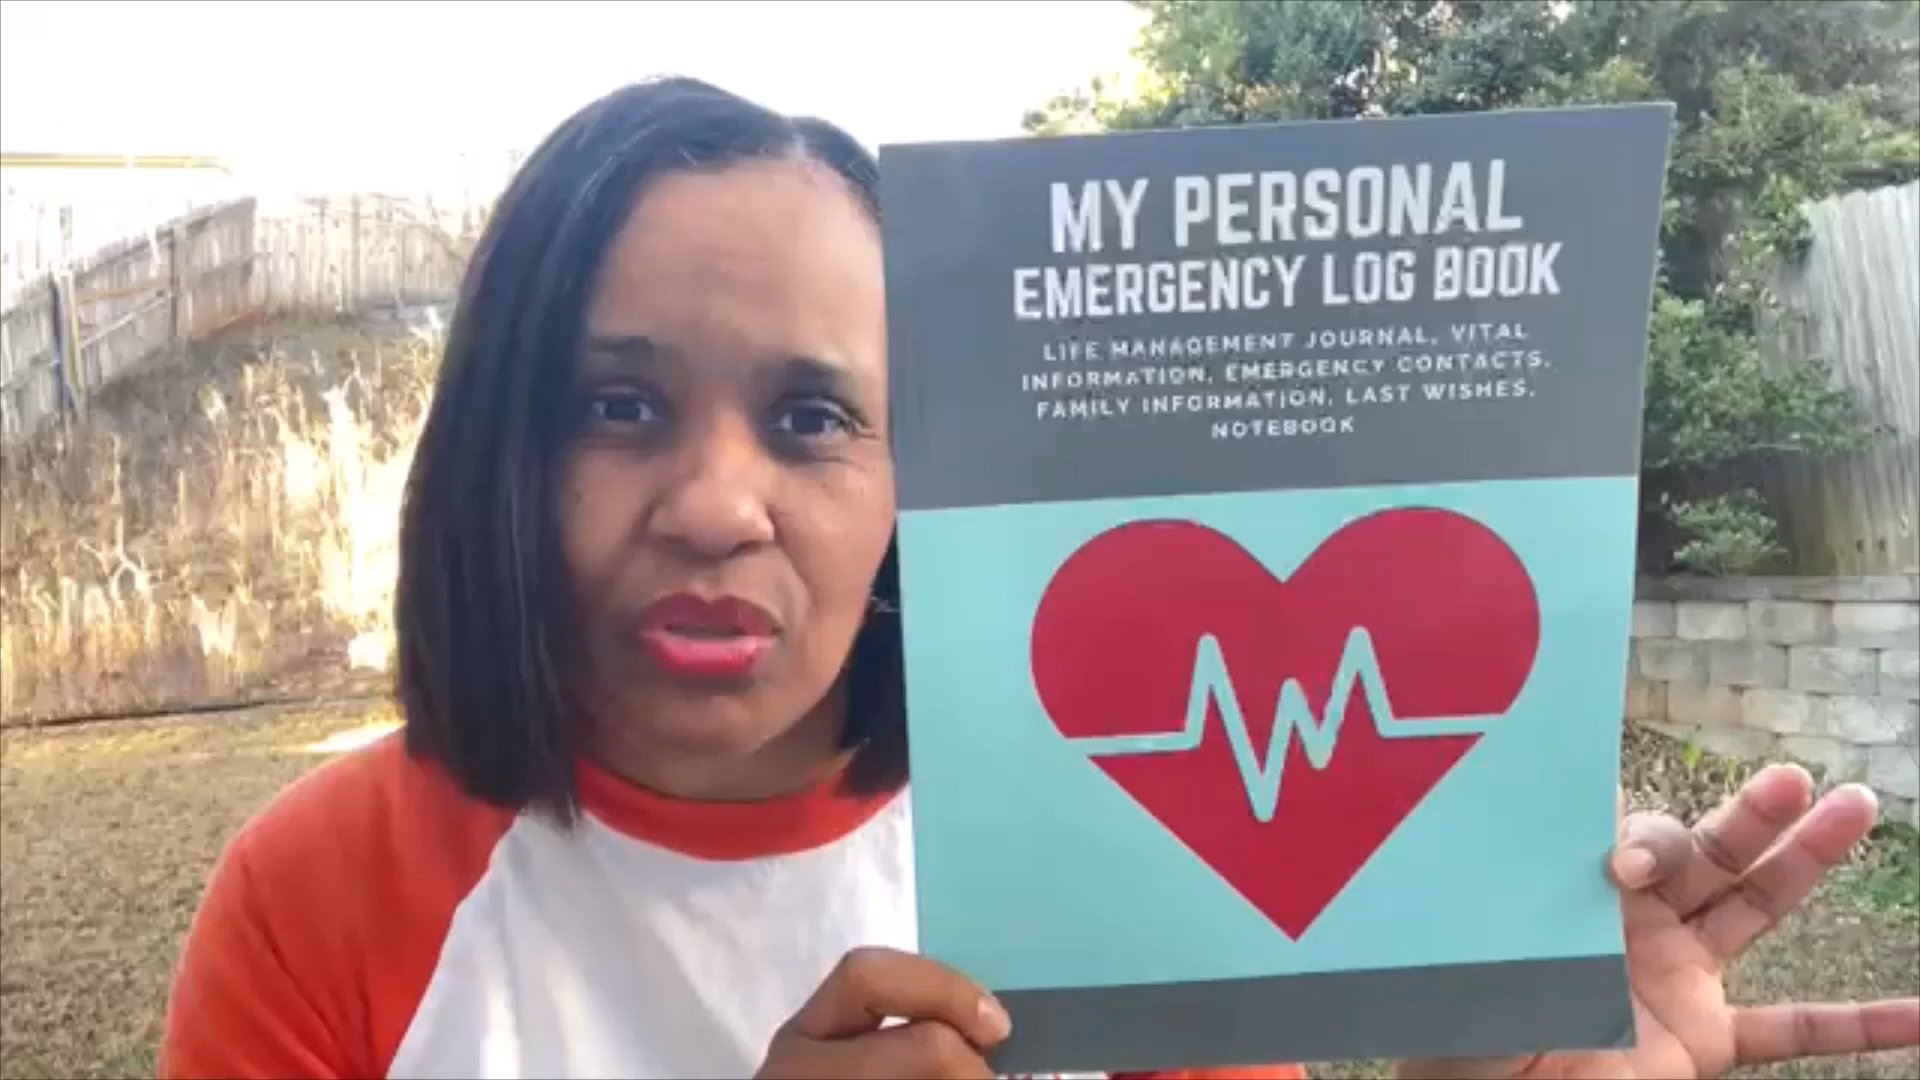 MY PERSONAL
EMERGENCY LOG BOOK
LIFE MANAGEMENT JOURNAL, VITAL
INFORMATION, EMERGENCY CONTACTS,
FAMILY INFORMATION, LAST WISHES,
NOTEBOOK